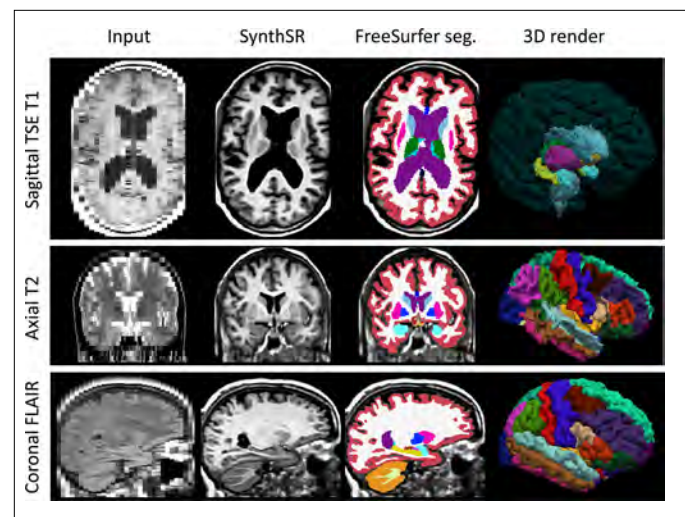 Input SynthSR FreeSurfer seg. 3D render
Sagittal TSE T1
Axial T2
Coronal FLAIR